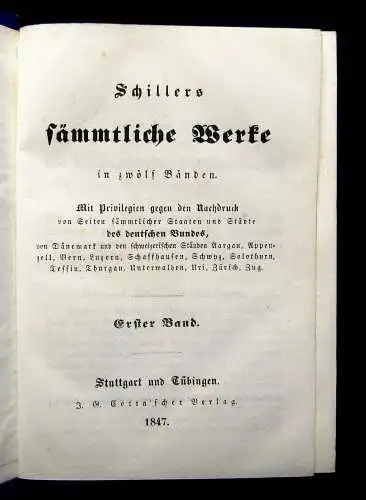 Schillers
sämmtliche Werke
in zwölf Bänden.
Mit Privilegien gegen den Nachdruck
von Seiten sämmtlicher Staaten und Städte
des deutschen Bundes,
von Dänemark und den schweizerischen Ständen Aargau, Appen-
zell, Bern, Luzern, Schaffhausen, Schwyz, Solothurn,
Tessin, Thurgau, Unterwalden, Uri, Zürich, Zug.
Erster Band.
Stuttgart und Tübingen.
J. G. Cotta'scher Verlag.
1847.